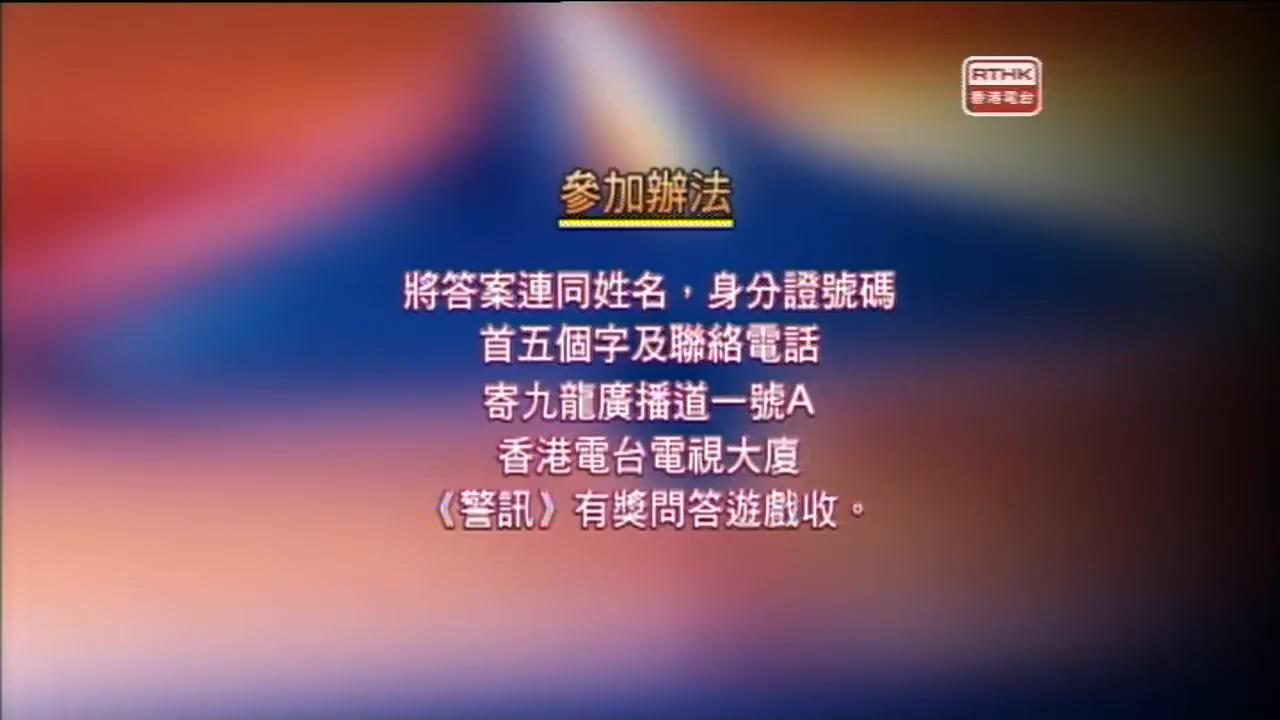 RTHK
香港電台
參加辦法
將答案連同姓名，身分證號碼
首五個字及聯絡電話
寄九龍廣播道一號A
香港電台電視大廈
《警訊》有獎問答遊戲收。